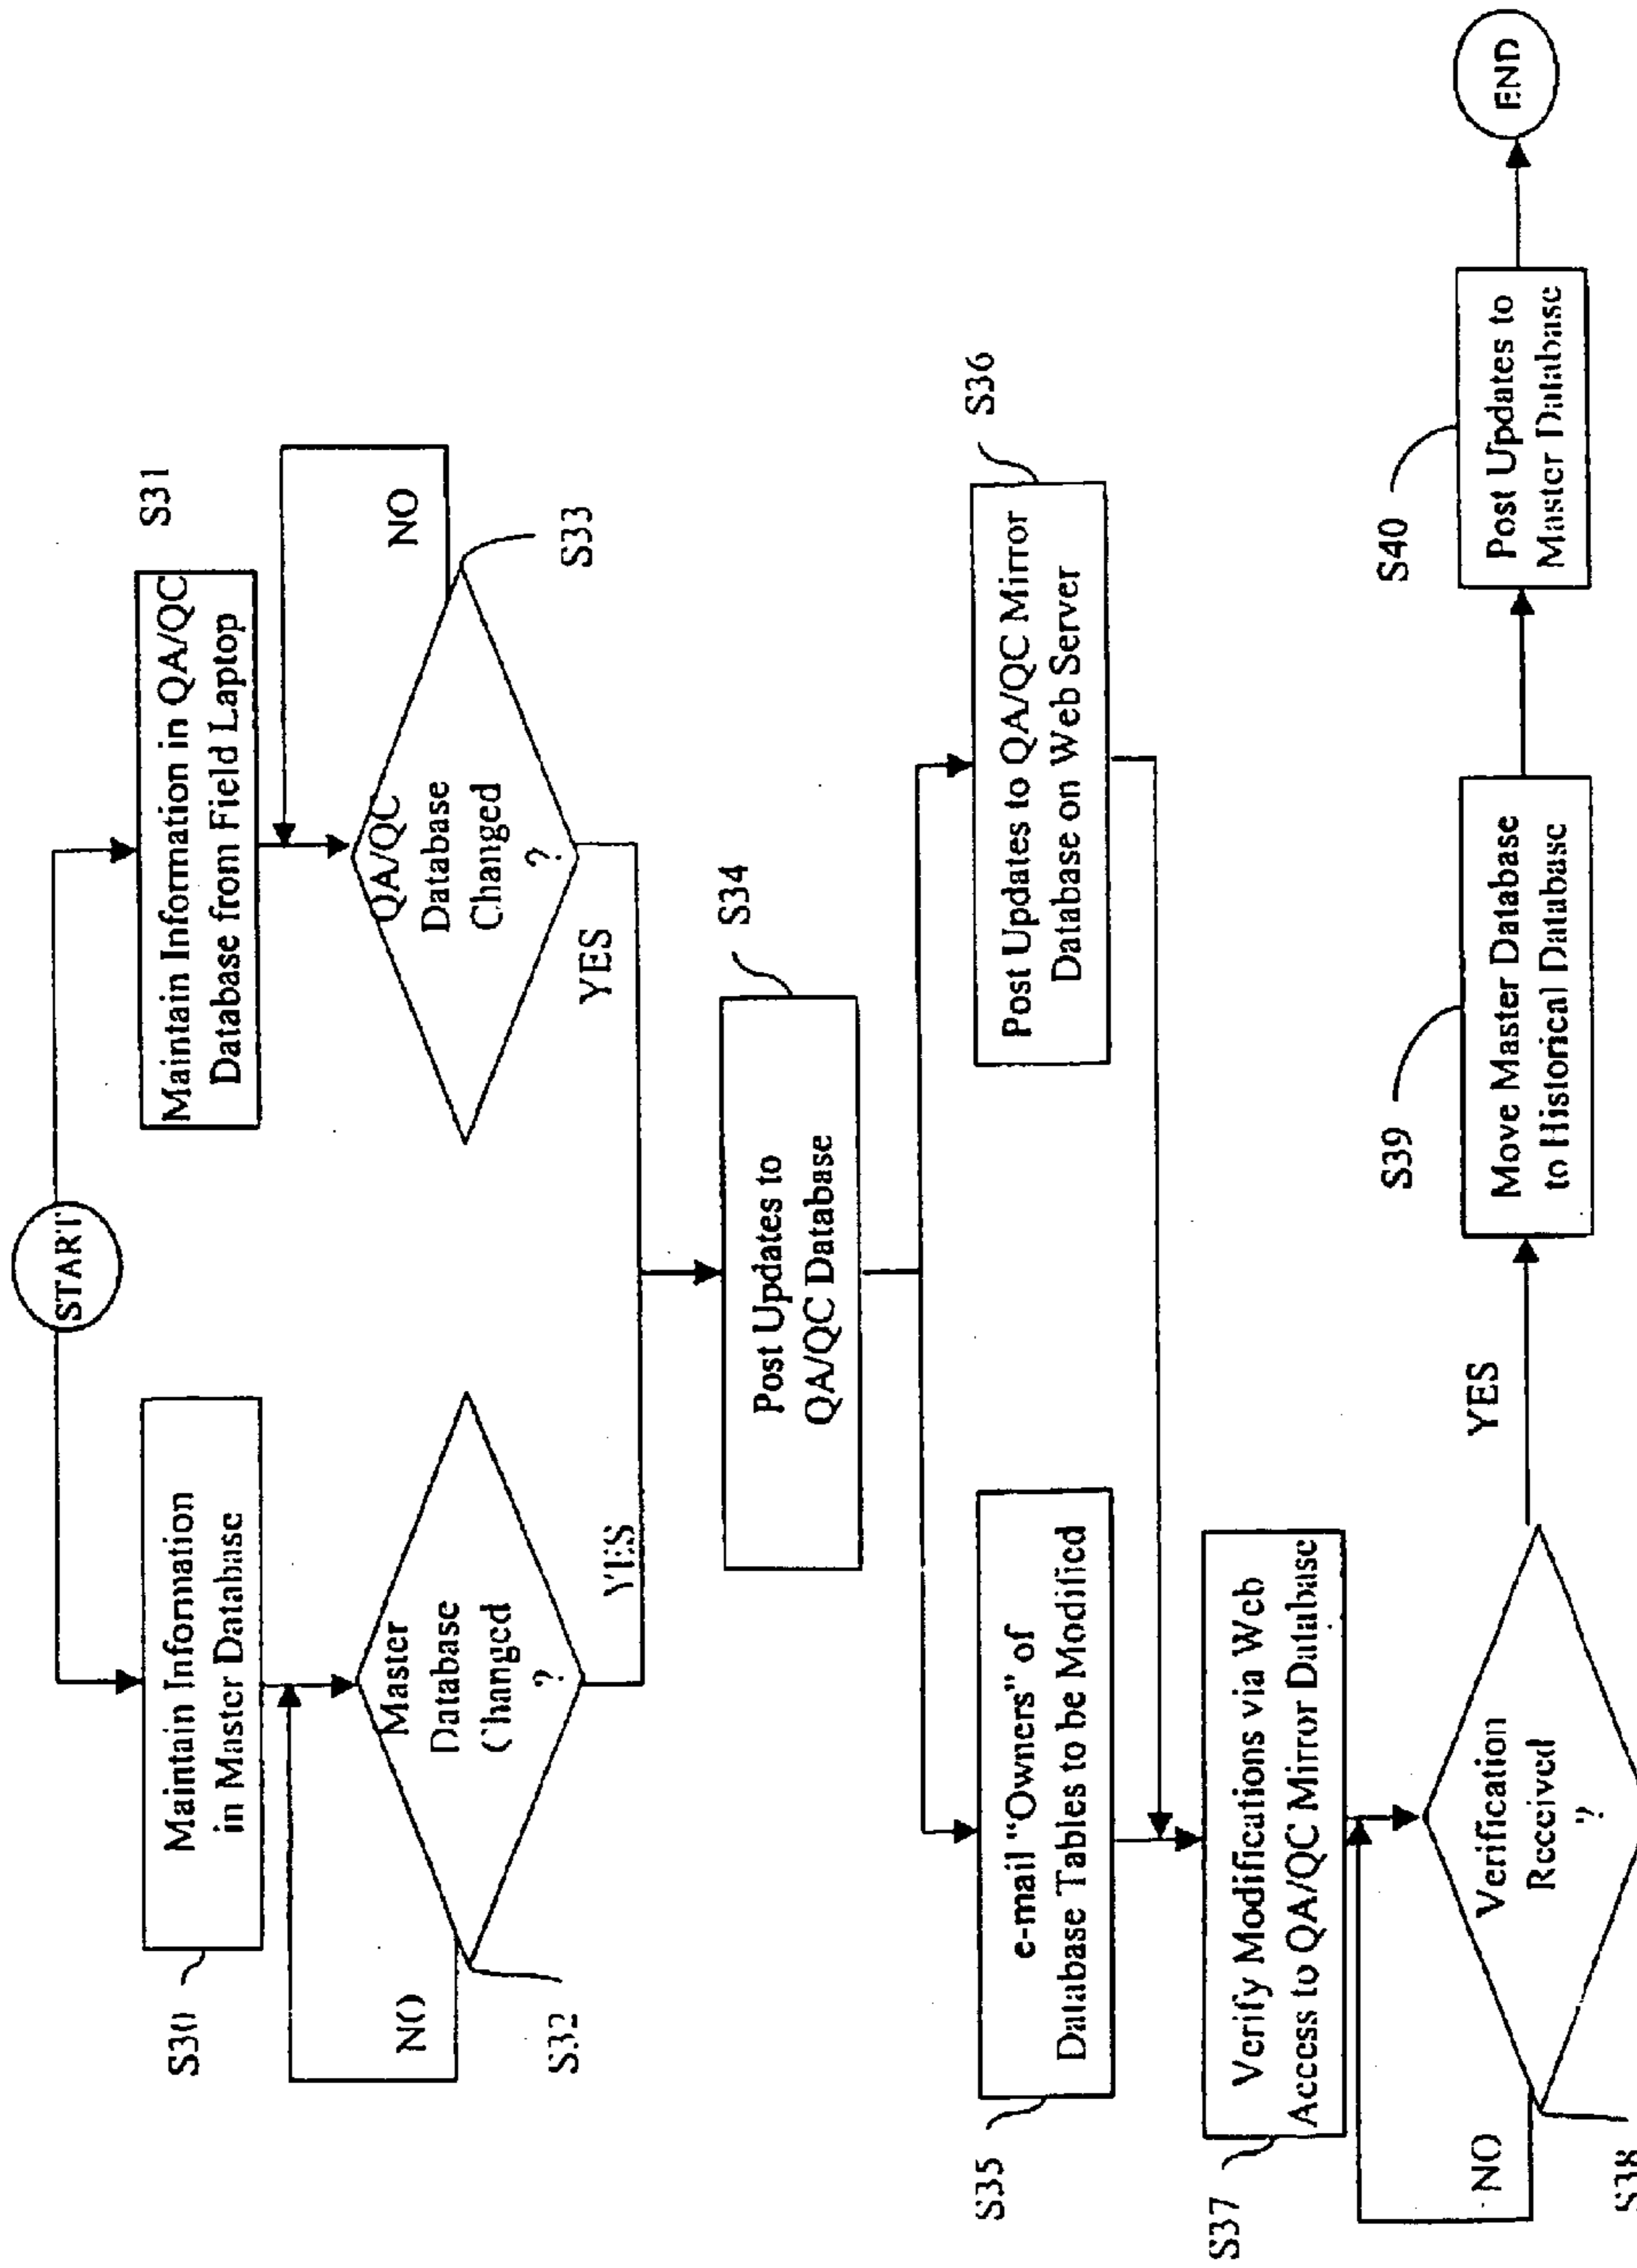 START
S30
Maintain Information
in Master Database
S31
Maintain Information in QA/QC
Database from Field Laptop
NO
Master
Database
Changed
?
S32
YES
NO
QA/QC
Database
Changed
?
S33
YES
S34
Post Updates to
QA/QC Database
S35
e-mail "Owners" of
Database Tables to be Modified
S36
Post Updates to QA/QC Mirror
Database on Web Server
S37
Verify Modifications via Web
Access to QA/QC Mirror Database
NO
Verification
Received
?
S38
YES
S39
Move Master Database
to Historical Database
S40
Post Updates to
Master Database
END